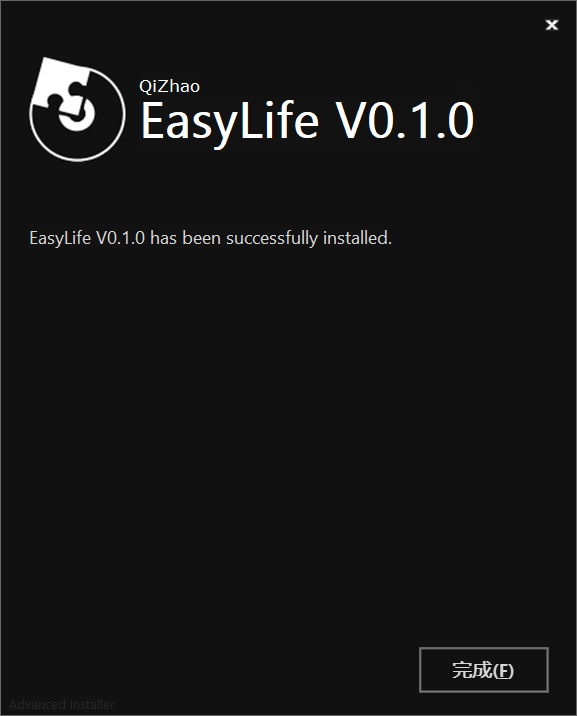 QiZhao
EasyLife V0.1.0
EasyLife V0.1.0 has been successfully installed.
完成(F)
Advanced Installer